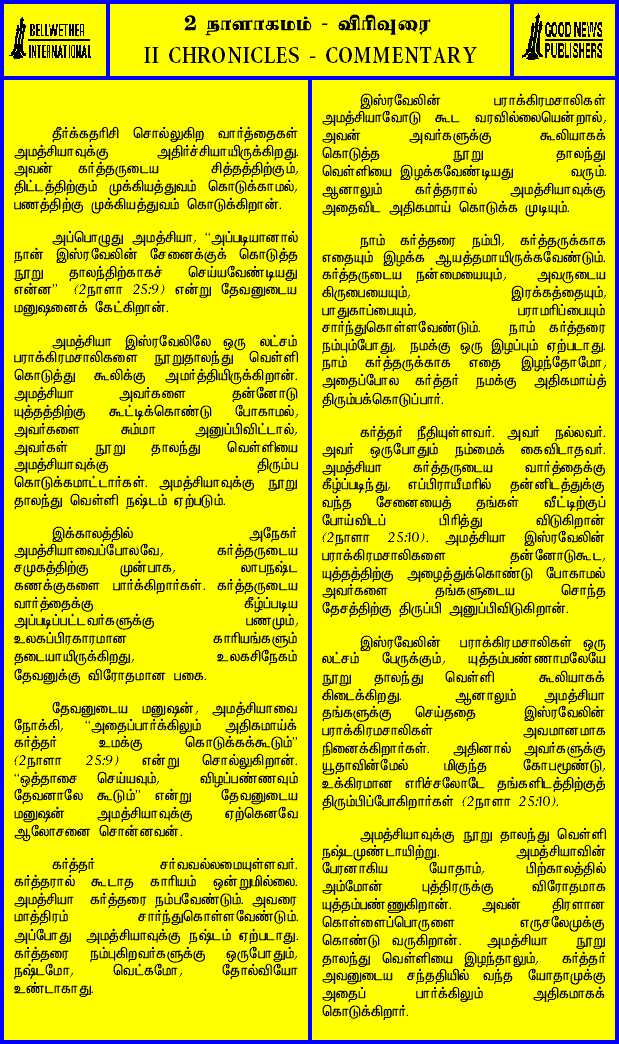 BELLWETHER
INTERNATIONAL
2 நாளாகமம் - விரிவுரை
II CHRONICLES - COMMENTARY
GOOD NEWS
PUBLISHERS
தீர்க்கதரிசி சொல்லுகிற வார்த்தைகள்
அமத்சியாவுக்கு அதிர்ச்சியாயிருக்கிறது.
அவன் கர்த்தருடைய சித்தத்திற்கும்,
திட்டத்திற்கும் முக்கியத்துவம் கொடுக்காமல்,
பணத்திற்கு முக்கியத்துவம் கொடுக்கிறான்.
அப்பொழுது அமத்சியா, “அப்படியானால்
நான் இஸ்ரவேலின் சேனைக்குக் கொடுத்த
நூறு தாலந்திற்காகச் செய்யவேண்டியது
என்ன” (2நாளா 25:9) என்று தேவனுடைய
மனுஷனைக் கேட்கிறான்.
அமத்சியா இஸ்ரவேலிலே ஒரு லட்சம்
பராக்கிரமசாலிகளை நூறுதாலந்து வெள்ளி
கொடுத்து கூலிக்கு அமர்த்தியிருக்கிறான்.
அமத்சியா அவர்களை தன்னோடு
யுத்தத்திற்கு கூட்டிக்கொண்டு போகாமல்,
அவர்களை சும்மா அனுப்பிவிட்டால்,
அவர்கள் நூறு தாலந்து வெள்ளியை
அமத்சியாவுக்கு திரும்ப
கொடுக்கமாட்டார்கள். அமத்சியாவுக்கு நூறு
தாலந்து வெள்ளி நஷ்டம் ஏற்படும்.
இக்காலத்தில் அநேகர்
அமத்சியாவைப்போலவே, கர்த்தருடைய
சமுகத்திற்கு முன்பாக, லாபநஷ்ட
கணக்குகளை பார்க்கிறார்கள். கர்த்தருடைய
வார்த்தைக்கு கீழ்ப்படிய
அப்படிப்பட்டவர்களுக்கு பணமும்,
உலகப்பிரகாரமான காரியங்களும்
தடையாயிருக்கிறது, உலகசிநேகம்
தேவனுக்கு விரோதமான பகை.
தேவனுடைய மனுஷன், அமத்சியாவை
நோக்கி, “அதைப்பார்க்கிலும் அதிகமாய்க்
கர்த்தர் உமக்கு கொடுக்கக்கூடும்”
(2நாளா 25:9) என்று சொல்லுகிறான்.
“ஒத்தாசை செய்யவும், விழப்பண்ணவும்
தேவனாலே கூடும்” என்று தேவனுடைய
மனுஷன் அமத்சியாவுக்கு ஏற்கெனவே
ஆலோசனை சொன்னவன்.
கர்த்தர் சர்வவல்லமையுள்ளவர்.
கர்த்தரால் கூடாத காரியம் ஒன்றுமில்லை.
அமத்சியா கர்த்தரை நம்பவேண்டும். அவரை
மாத்திரம் சார்ந்துகொள்ளவேண்டும்.
அப்போது அமத்சியாவுக்கு நஷ்டம் ஏற்படாது.
கர்த்தரை நம்புகிறவர்களுக்கு ஒருபோதும்,
நஷ்டமோ, வெட்கமோ, தோல்வியோ
உண்டாகாது.
இஸ்ரவேலின் பராக்கிரமசாலிகள்
அமத்சியாவோடு கூட வரவில்லையென்றால்,
அவன் அவர்களுக்கு கூலியாகக்
கொடுத்த நூறு தாலந்து
வெள்ளியை இழக்கவேண்டியது வரும்.
ஆனாலும் கர்த்தரால் அமத்சியாவுக்கு
அதைவிட அதிகமாய் கொடுக்க முடியும்.
நாம் கர்த்தரை நம்பி, கர்த்தருக்காக
எதையும் இழக்க ஆயத்தமாயிருக்கவேண்டும்.
கர்த்தருடைய நன்மையையும், அவருடைய
கிருபையையும், இரக்கத்தையும்,
பாதுகாப்பையும், பராமரிப்பையும்
சார்ந்துகொள்ளவேண்டும். நாம் கர்த்தரை
நம்பும்போது, நமக்கு ஒரு இழப்பும் ஏற்படாது.
நாம் கர்த்தருக்காக எதை இழந்தோமோ,
அதைப்போல கர்த்தர் நமக்கு அதிகமாய்த்
திரும்பக்கொடுப்பார்.
கர்த்தர் நீதியுள்ளவர். அவர் நல்லவர்.
அவர் ஒருபோதும் நம்மைக் கைவிடாதவர்.
அமத்சியா கர்த்தருடைய வார்த்தைக்கு
கீழ்ப்படிந்து, எப்பிராயீமரில் தன்னிடத்துக்கு
வந்த சேனையைத் தங்கள் வீட்டிற்குப்
போய்விடப் பிரித்து விடுகிறான்
(2நாளா 25:10). அமத்சியா இஸ்ரவேலின்
பராக்கிரமசாலிகளை தன்னோடுகூட,
யுத்தத்திற்கு அழைத்துக்கொண்டு போகாமல்
அவர்களை தங்களுடைய சொந்த
தேசத்திற்கு திருப்பி அனுப்பிவிடுகிறான்.
இஸ்ரவேலின் பராக்கிரமசாலிகள் ஒரு
லட்சம் பேருக்கும், யுத்தம்பண்ணாமலேயே
நூறு தாலந்து வெள்ளி கூலியாகக்
கிடைக்கிறது. ஆனாலும் அமத்சியா
தங்களுக்கு செய்ததை இஸ்ரவேலின்
பராக்கிரமசாலிகள் அவமானமாக
நினைக்கிறார்கள். அதினால் அவர்களுக்கு
யூதாவின்மேல் மிகுந்த கோபமூண்டு,
உக்கிரமான எரிச்சலோடே தங்களிடத்திற்குத்
திரும்பிப்போகிறார்கள் (2நாளா 25:10).
அமத்சியாவுக்கு நூறு தாலந்து வெள்ளி
நஷ்டமுண்டாயிற்று. அமத்சியாவின்
பேரனாகிய யோதாம், பிற்காலத்தில்
அம்மோன் புத்திரருக்கு விரோதமாக
யுத்தம்பண்ணுகிறான். அவன் திரளான
கொள்ளைப்பொருளை எருசலேமுக்கு
கொண்டு வருகிறான். அமத்சியா நூறு
தாலந்து வெள்ளியை இழந்தாலும், கர்த்தர்
அவனுடைய சந்ததியில் வந்த யோதாமுக்கு
அதைப் பார்க்கிலும் அதிகமாகக்
கொடுக்கிறார்.